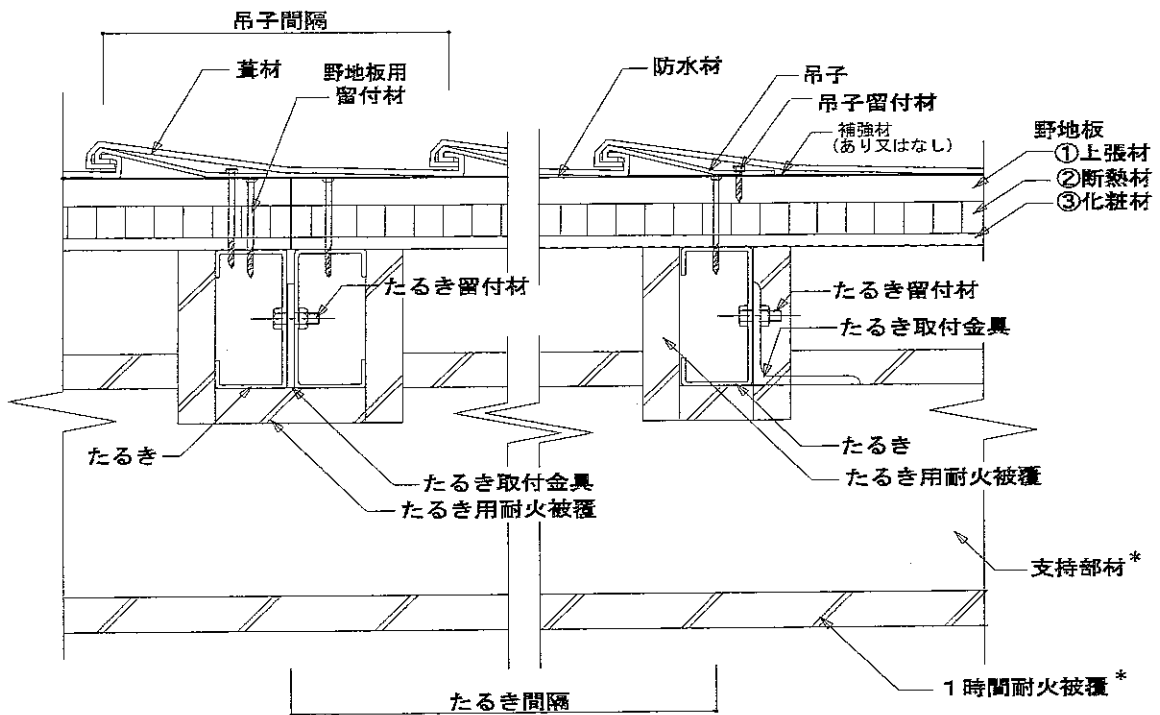 吊子間隔
葺材
野地板用
留付材
防水材
吊子
吊子留付材
補強材
(あり又はなし)
野地板
①上張材
②断熱材
③化粧材
たるき留付材
たるき留付材
たるき取付金具
たるき
たるき取付金具
たるき用耐火被覆
たるき
たるき用耐火被覆
支持部材*
1時間耐火被覆*
たるき間隔